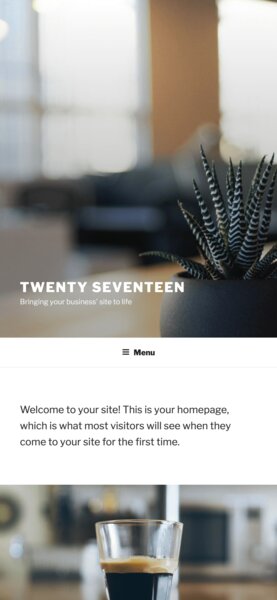 TWENTY SEVENTEEN
Bringing your business' site to life
Menu
Welcome to your site! This is your homepage,
which is what most visitors will see when they
come to your site for the first time.